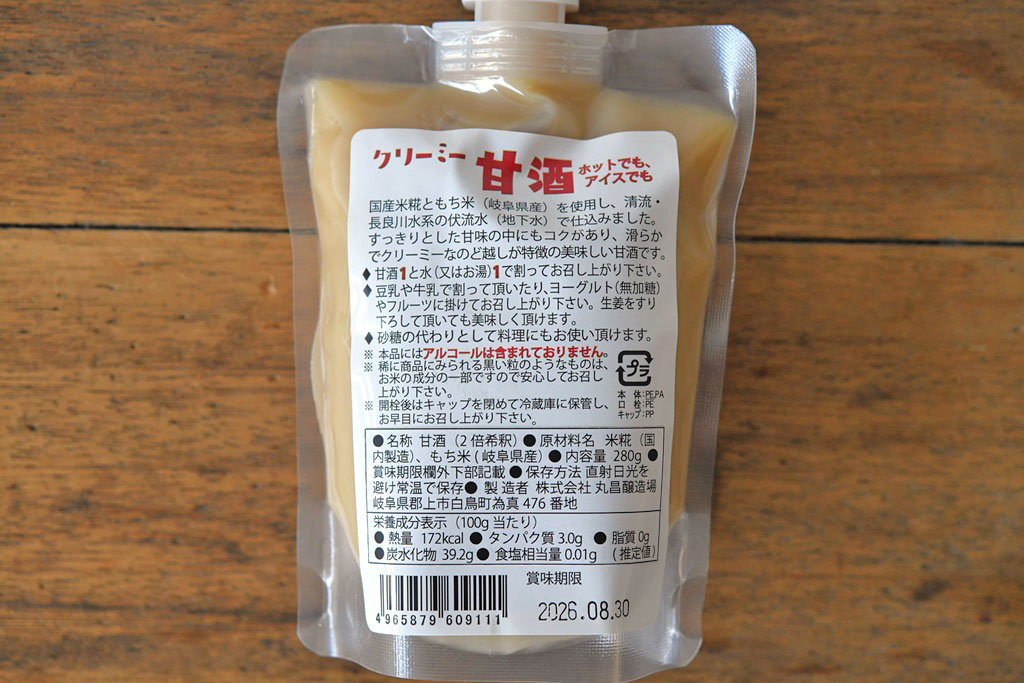 クリーミー 甘酒 ホットでも、
アイスでも
国産米糀ともち米（岐阜県産）を使用し、清流・
長良川水系の伏流水（地下水）で仕込みました。
すっきりとした甘味の中にもコクがあり、滑らか
でクリーミーなのど越しが特徴の美味しい甘酒です。
♦甘酒1と水（又はお湯）1で割ってお召し上がり下さい。
♦豆乳や牛乳で割って頂いたり、ヨーグルト（無加糖）
やフルーツに掛けてお召し上がり下さい。生姜をすり
下ろして頂いても美味しく頂けます。
♦砂糖の代わりとして料理にもお使い頂けます。
※ 本品にはアルコールは含まれておりません。
※ 稀に商品にみられる黒い粒のようなものは、
お米の成分の一部ですので安心してお召し
上がり下さい。
※ 開栓後はキャップを閉めて冷蔵庫に保管し、
お早目にお召し上がり下さい。
プラ
本 体：PE,PA
口 栓：PE
キャップ：PP
●名称 甘酒（2倍希釈）●原材料名 米糀（国
内製造）、もち米（岐阜県産）●内容量 280g ●
賞味期限欄外下部記載 ●保存方法 直射日光を
避け常温で保存● 製造者 株式会社 丸昌醸造場
岐阜県郡上市白鳥町為真 476 番地
栄養成分表示（100g 当たり）
●熱量 172kcal ●タンパク質 3.0g ●脂質 0g
●炭水化物 39.2g ●食塩相当量 0.01g （推定値）
賞味期限
2026.08.30
4 965879 609111